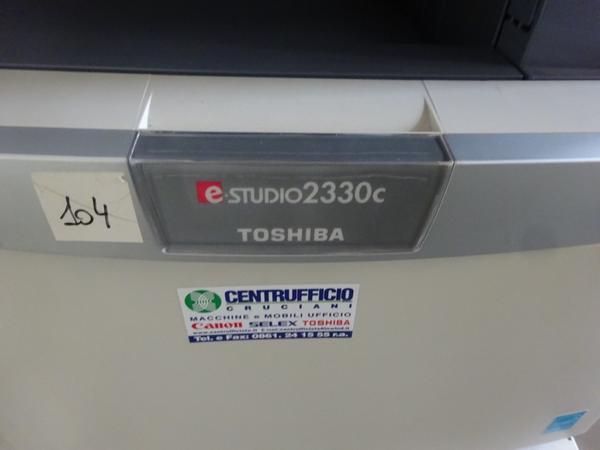 e-STUDIO2330c
TOSHIBA
104
CENTRUFFICIO
CRUCIANI
MACCHINE e MOBILI UFFICIO
Canon SELEX TOSHIBA
Tel. e Fax: 0861. 24 15 55 r.a.